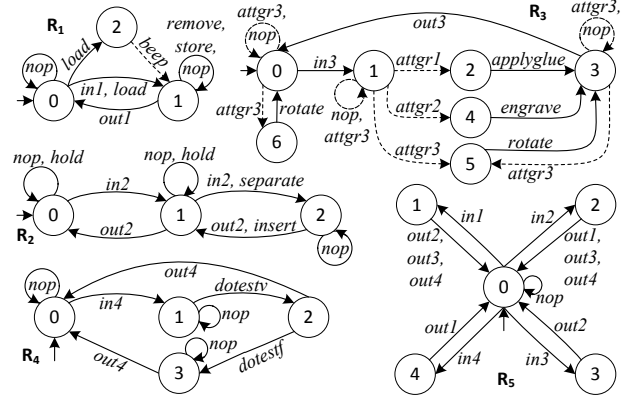 R1
2
remove,
store,
nop
nop
load
beep
in1, load
0
1
out1
attgr3,
nop
out3
R3
attgr3,
nop
0
in3
1
attgr1
2
applyglue
3
attgr3
rotate
nop,
attgr3
attgr2
4
engrave
6
attgr3
5
rotate
attgr3
nop, hold
nop, hold
in2
in2, separate
0
1
2
R2
out2
out2, insert
nop
1
in1
in2
2
out2,
out3,
out4
out1,
out3,
out4
0
nop
out1
out2
4
in4
in3
3
R5
nop
out4
dotestv
in4
0
1
nop
2
R4
nop
out4
3
dotestf